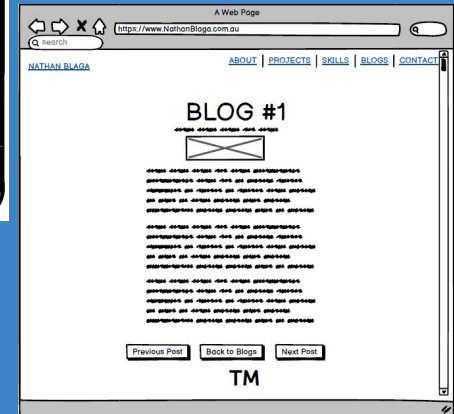 A Web Page
https://www.NathanBlaga.com.au
search
NATHAN BLAGA
ABOUT | PROJECTS | SKILLS | BLOGS | CONTACT
BLOG #1
Previous Post
Back to Blogs
Next Post
TM